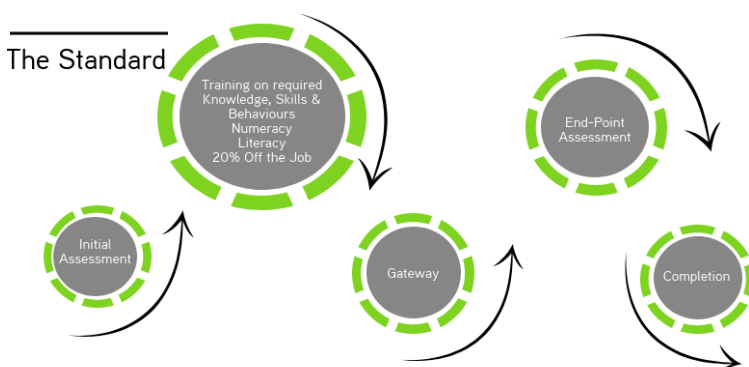 The Standard
Initial
Assessment
Training on required
Knowledge, Skills &
Behaviours
Numeracy
Literacy
20% Off the Job
Gateway
End-Point
Assessment
Completion